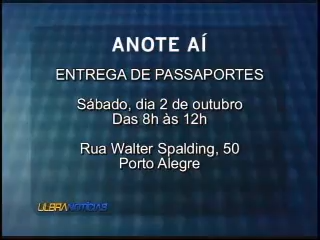 ANOTE AÍ
ENTREGA DE PASSAPORTES
Sábado, dia 2 de outubro
Das 8h às 12h
Rua Walter Spalding, 50
Porto Alegre
ULBRANOTÍCIAS